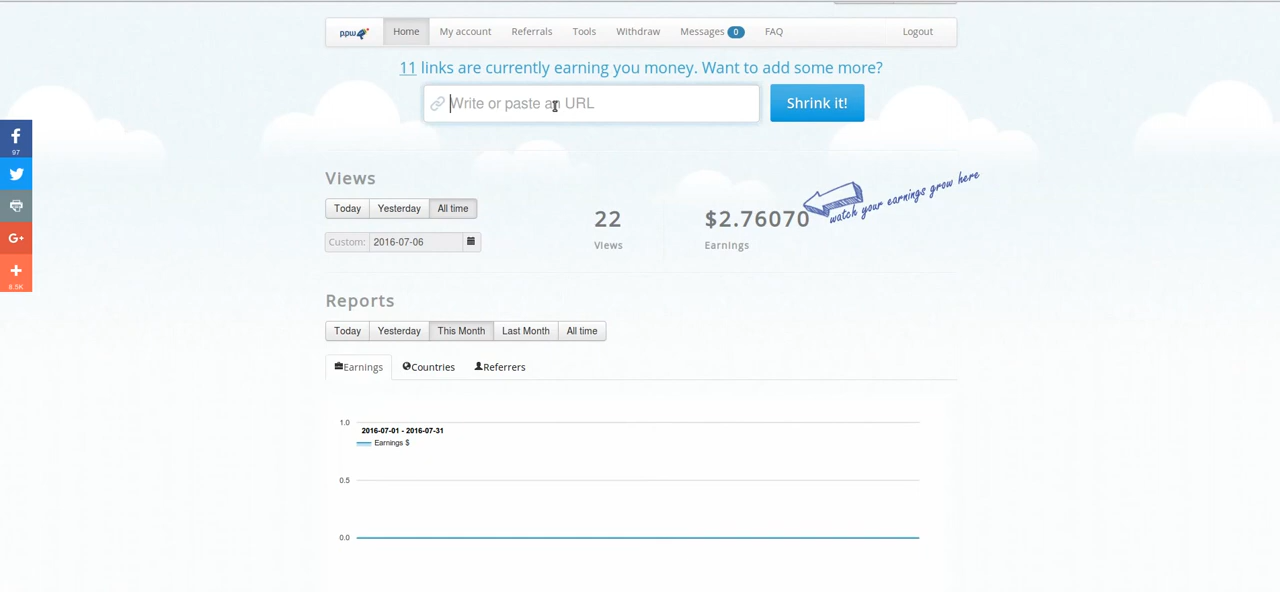 ppw Home My account Referrals Tools Withdraw Messages 0 FAQ Logout
11 links are currently earning you money. Want to add some more?
Write or paste an URL Shrink it!
97
8.5K
G+
Views
Today Yesterday All time
Custom: 2016-07-06
22
Views
$2.76070
Earnings
watch your earnings grow here
Reports
Today Yesterday This Month Last Month All time
Earnings Countries Referrers
1.0
2016-07-01 - 2016-07-31
Earnings $
0.5
0.0